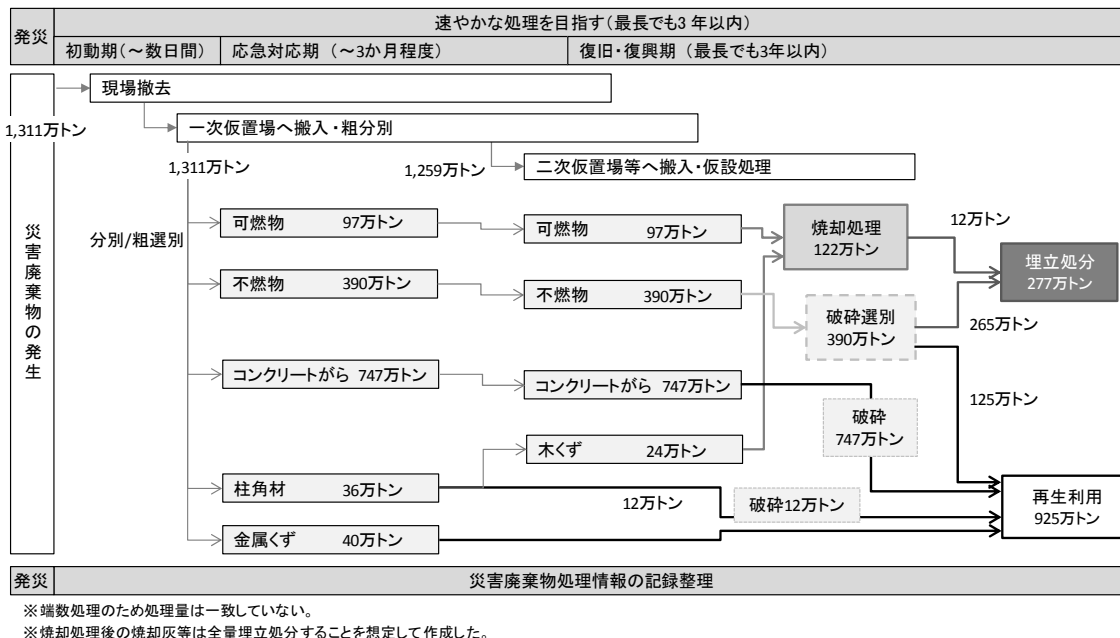 発災
速やかな処理を目指す(最長でも3 年以内)
初動期(～数日間)
応急対応期 (～3か月程度)
復旧・復興期 (最長でも3年以内)
現場撤去
1,311万トン
一次仮置場へ搬入・粗分別
1,311万トン
1,259万トン
二次仮置場等へ搬入・仮設処理
災害廃棄物の発生
分別/粗選別
可燃物 97万トン
可燃物 97万トン
焼却処理
122万トン
12万トン
埋立処分
277万トン
不燃物 390万トン
不燃物 390万トン
破砕選別
390万トン
265万トン
125万トン
コンクリートがら 747万トン
コンクリートがら 747万トン
破砕
747万トン
木くず 24万トン
柱角材 36万トン
12万トン
破砕12万トン
再生利用
925万トン
金属くず 40万トン
発災
災害廃棄物処理情報の記録整理
※端数処理のため処理量は一致していない。
※焼却処理後の焼却灰等は全量埋立処分することを想定して作成した。